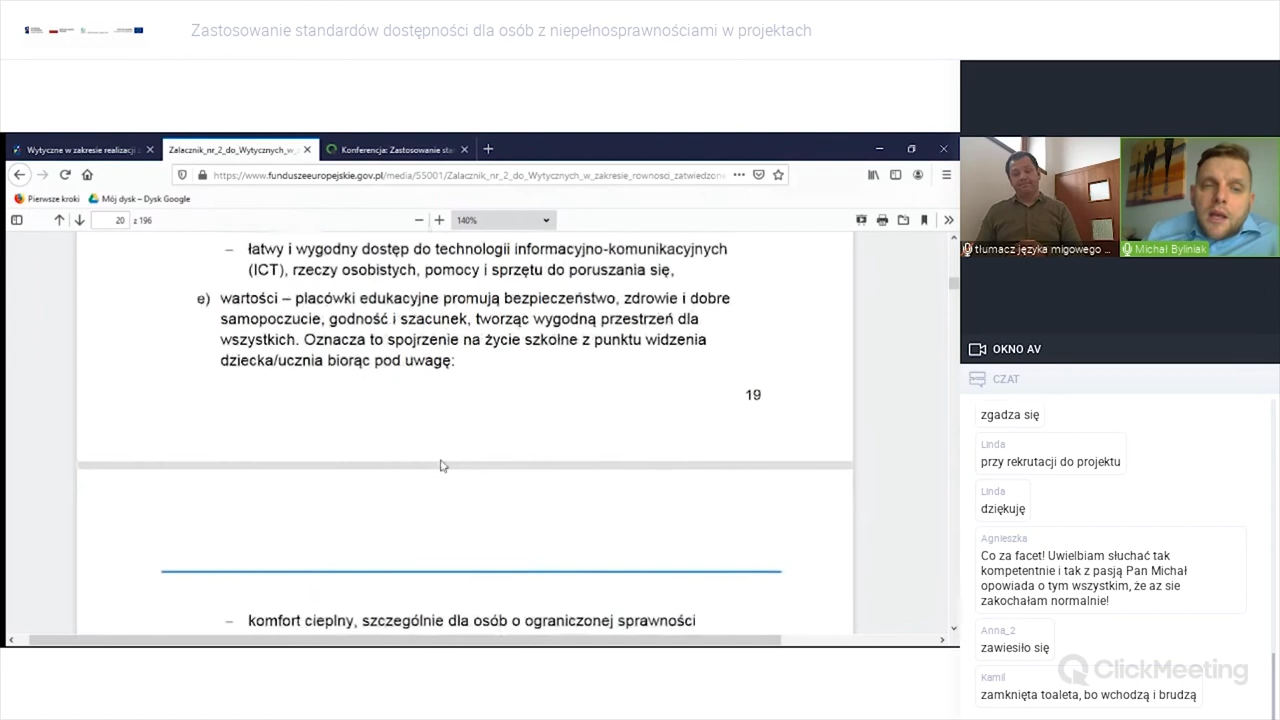 Zastosowanie standardów dostępności dla osób z niepełnosprawnościami w projektach
Wytyczne w zakresie realizacji
Zalacznik_nr_2_do_Wytycznych_w_
Konferencja: Zastosowanie sta
https://www.funduszeeuropejskie.gov.pl/media/55001/Zalacznik_nr_2_do_Wytycznych_w_zakresie_rownosci_zatwiedzone
Pierwsze kroki
Mój dysk – Dysk Google
20 z 196
140%
– łatwy i wygodny dostęp do technologii informacyjno-komunikacyjnych
(ICT), rzeczy osobistych, pomocy i sprzętu do poruszania się,
e) wartości – placówki edukacyjne promują bezpieczeństwo, zdrowie i dobre
samopoczucie, godność i szacunek, tworząc wygodną przestrzeń dla
wszystkich. Oznacza to spojrzenie na życie szkolne z punktu widzenia
dziecka/ucznia biorąc pod uwagę:
19
– komfort cieplny, szczególnie dla osób o ograniczonej sprawności
tłumacz języka migowego ...
Michał Byliniak
OKNO AV
CZAT
zgadza się
Linda
przy rekrutacji do projektu
Linda
dziękuję
Agnieszka
Co za facet! Uwielbiam słuchać tak
kompetentnie i tak z pasją Pan Michał
opowiada o tym wszystkim, że az sie
zakochałam normalnie!
Anna_2
zawiesiło się
Kamil
zamknięta toaleta, bo wchodzą i brudzą
ClickMeeting